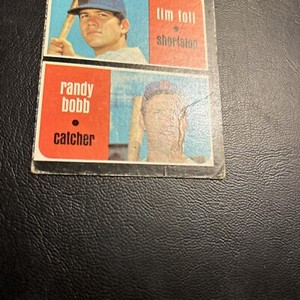 tim foli
shortstop
randy
bobb
catcher